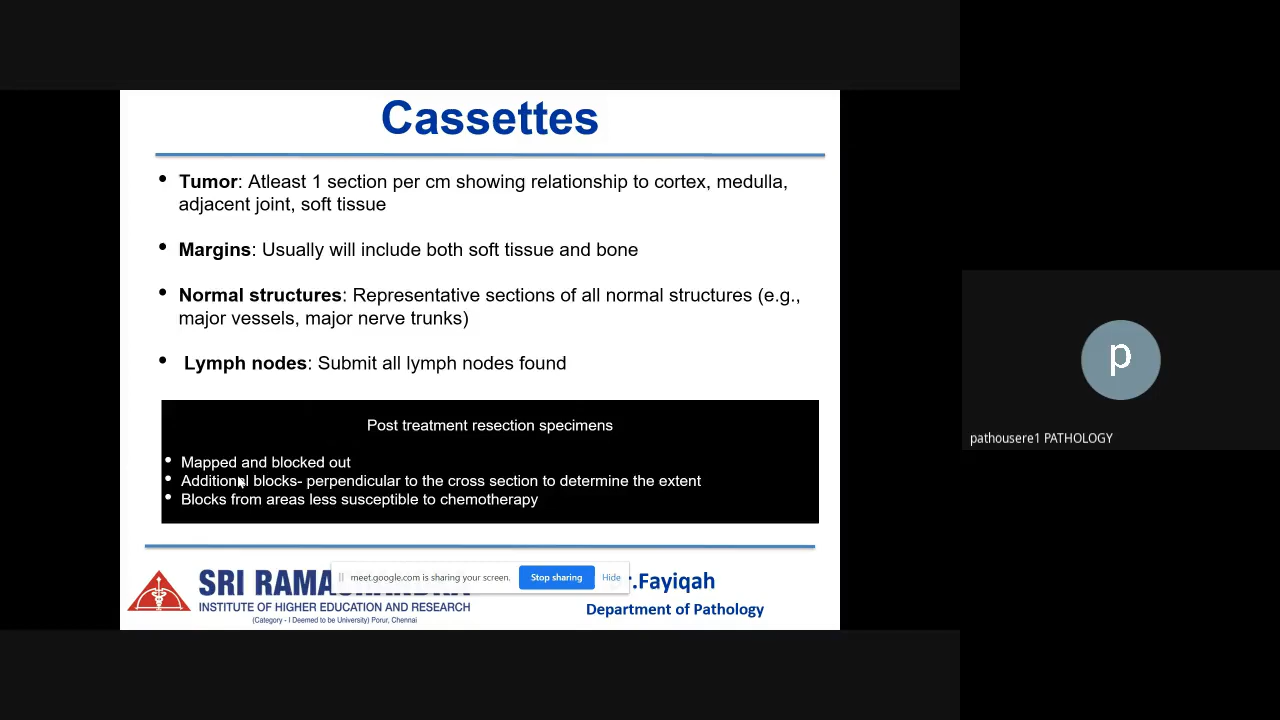 Cassettes
• Tumor: Atleast 1 section per cm showing relationship to cortex, medulla,
adjacent joint, soft tissue
• Margins: Usually will include both soft tissue and bone
• Normal structures: Representative sections of all normal structures (e.g.,
major vessels, major nerve trunks)
• Lymph nodes: Submit all lymph nodes found
Post treatment resection specimens
• Mapped and blocked out
• Additional blocks- perpendicular to the cross section to determine the extent
• Blocks from areas less susceptible to chemotherapy
SRI
meet.google.com is sharing your screen.
Stop sharing
Hide
.Fayiqah
INSTITUTE OF HIGHER EDUCATION AND RESEARCH
(Category - I Deemed to be University) Porur, Chennai
Department of Pathology
p
pathousere1 PATHOLOGY